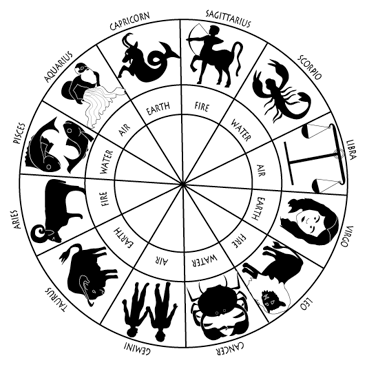 CAPRICORN
SAGITTARIUS
SCORPIO
LIBRA
VIRGO
LEO
CANCER
GEMINI
TAURUS
ARIES
PISCES
AQUARIUS
EARTH
FIRE
WATER
AIR
EARTH
FIRE
WATER
AIR
EARTH
FIRE
WATER
AIR